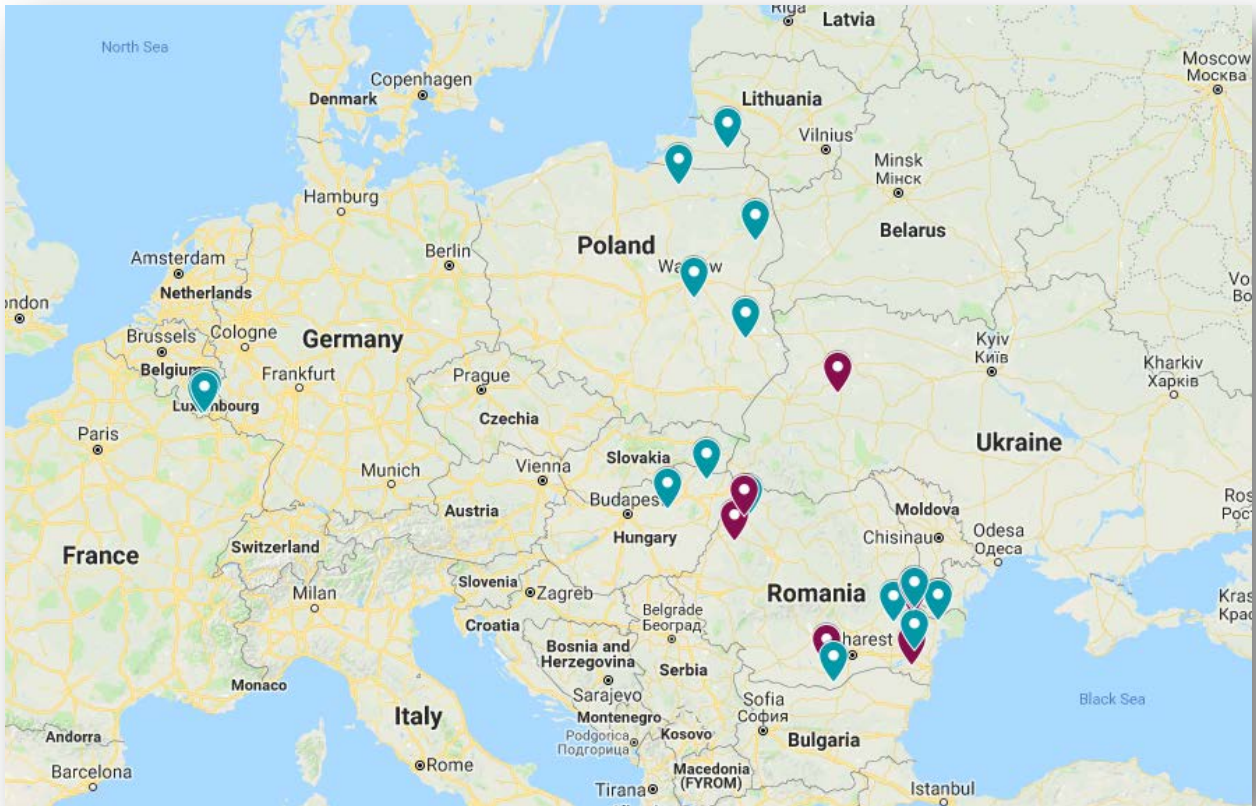 Riga
Latvia
North Sea
Moscow
Москва
Copenhagen
Denmark
Lithuania
Vilnius
Minsk
Мінск
Hamburg
Belarus
Poland
Berlin
Amsterdam
Netherlands
ondon
Brussels
Cologne
Germany
Kyiv
Київ
Kharkiv
Харків
Frankfurt
Prague
Czechia
Paris
Ukraine
Slovakia
Munich
Vienna
Austria
Hungary
Moldova
Chisinau
Odesa
Одеса
France
Switzerland
Slovenia
Zagreb
Milan
Romania
Croatia
Belgrade
Београд
Bosnia and
Herzegovina
Serbia
Monaco
Sarajevo
Sofia
София
Black Sea
Italy
Montenegro
Podgorica
Подгорица
Kosovo
Bulgaria
Andorra
Barcelona
Rome
Macedonia
(FYROM)
Tirana
Istanbul